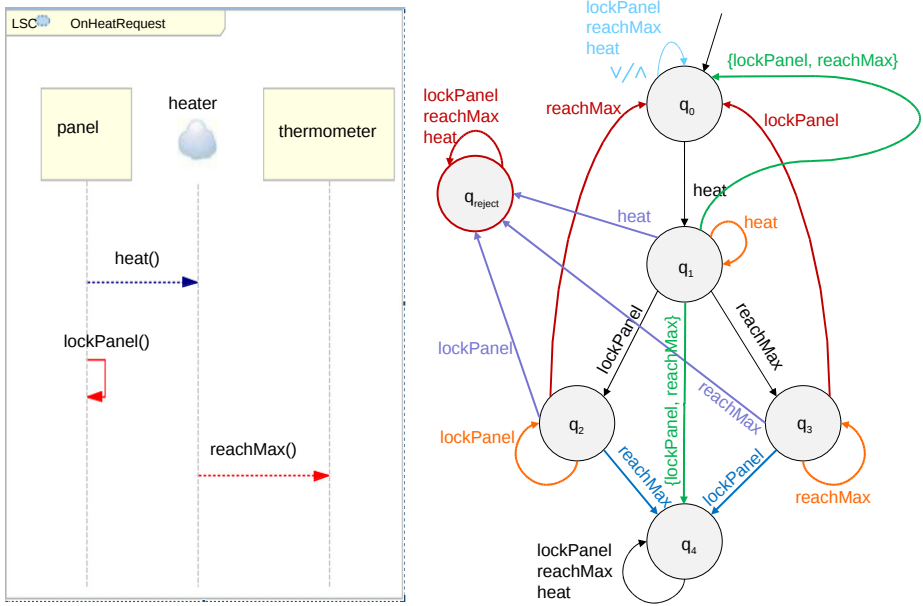 LSC OnHeatRequest
panel
heater
thermometer
heat()
lockPanel()
reachMax()
lockPanel
reachMax
heat
∨/∧
{lockPanel, reachMax}
q0
reachMax
lockPanel
lockPanel
reachMax
heat
qreject
heat
heat
heat
q1
lockPanel
{lockPanel, reachMax}
reachMax
lockPanel
reachMax
q2
q3
lockPanel
reachMax
lockPanel
reachMax
q4
lockPanel
reachMax
heat